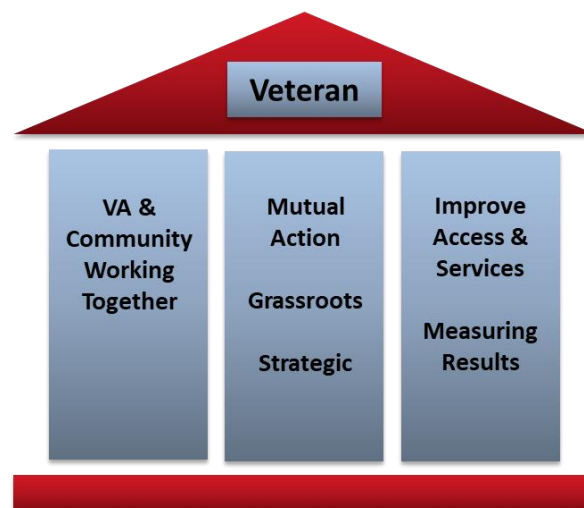 Veteran
VA &
Community
Working
Together
Mutual
Action
Grassroots
Strategic
Improve
Access &
Services
Measuring
Results